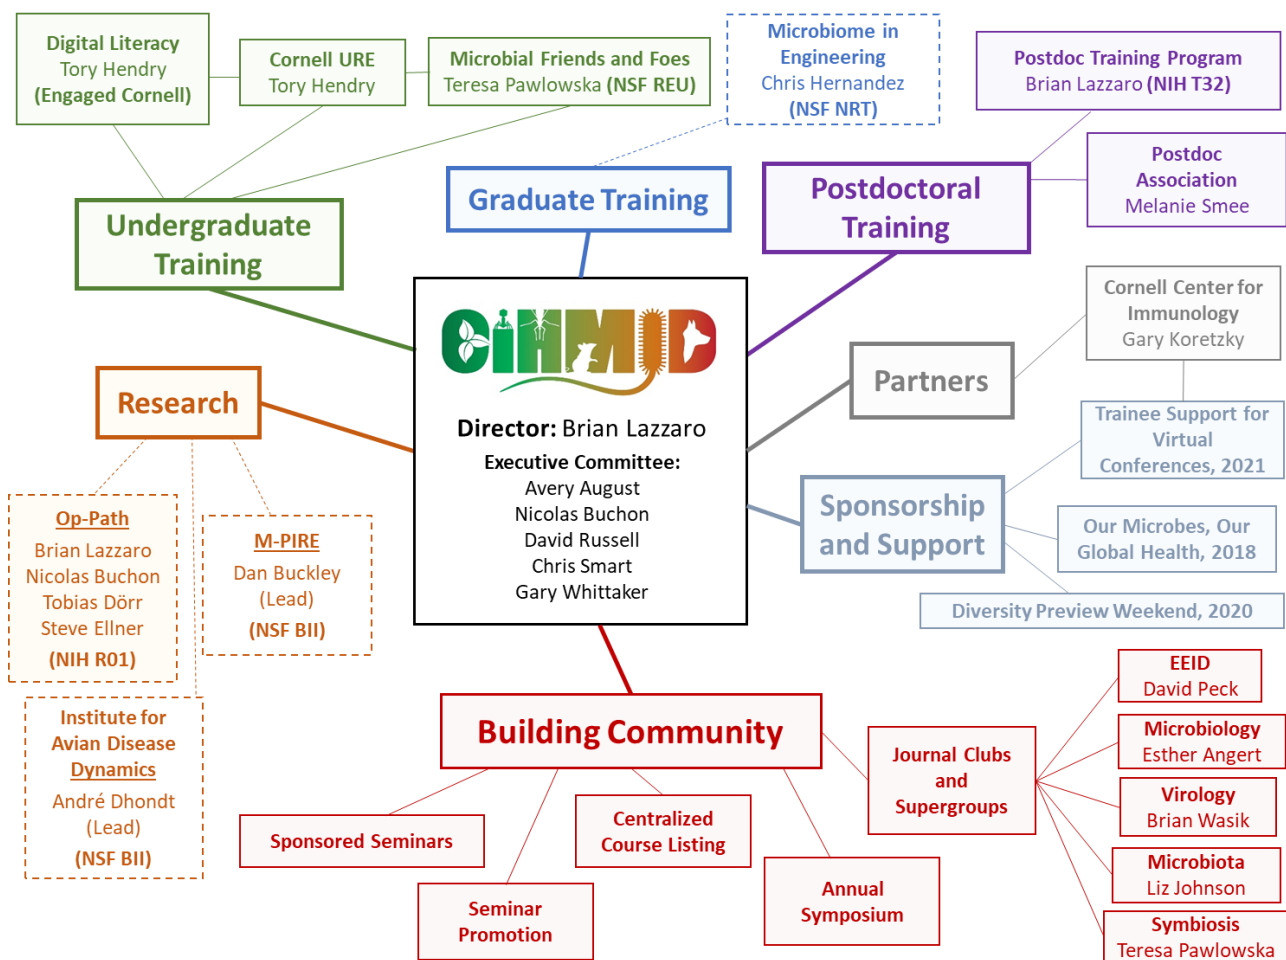 Digital Literacy
Tory Hendry
(Engaged Cornell)
Cornell URE
Tory Hendry
Microbial Friends and Foes
Teresa Pawlowska (NSF REU)
Microbiome in
Engineering
Chris Hernandez
(NSF NRT)
Postdoc Training Program
Brian Lazzaro (NIH T32)
Postdoc
Association
Melanie Smee
Undergraduate
Training
Graduate Training
Postdoctoral
Training
CIHMID
Director: Brian Lazzaro
Executive Committee:
Avery August
Nicolas Buchon
David Russell
Chris Smart
Gary Whittaker
Cornell Center for
Immunology
Gary Koretzky
Partners
Trainee Support for
Virtual
Conferences, 2021
Sponsorship
and Support
Our Microbes, Our
Global Health, 2018
Diversity Preview Weekend, 2020
Research
Op-Path
Brian Lazzaro
Nicolas Buchon
Tobias Dörr
Steve Ellner
(NIH R01)
M-PIRE
Dan Buckley
(Lead)
(NSF BII)
Institute for
Avian Disease
Dynamics
André Dhondt
(Lead)
(NSF BII)
Building Community
Sponsored Seminars
Seminar
Promotion
Centralized
Course Listing
Annual
Symposium
Journal Clubs
and
Supergroups
EEID
David Peck
Microbiology
Esther Angert
Virology
Brian Wasik
Microbiota
Liz Johnson
Symbiosis
Teresa Pawlowska